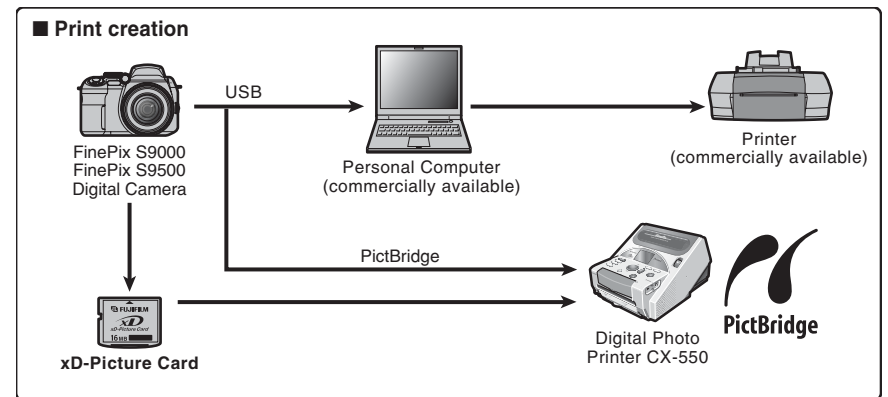 ■ Print creation
USB
FinePix S9000
FinePix S9500
Digital Camera
Personal Computer
(commercially available)
Printer
(commercially available)
PictBridge
FUJIFILM
xD
xD-Picture Card
16MB
xD-Picture Card
Digital Photo
Printer CX-550
PictBridge